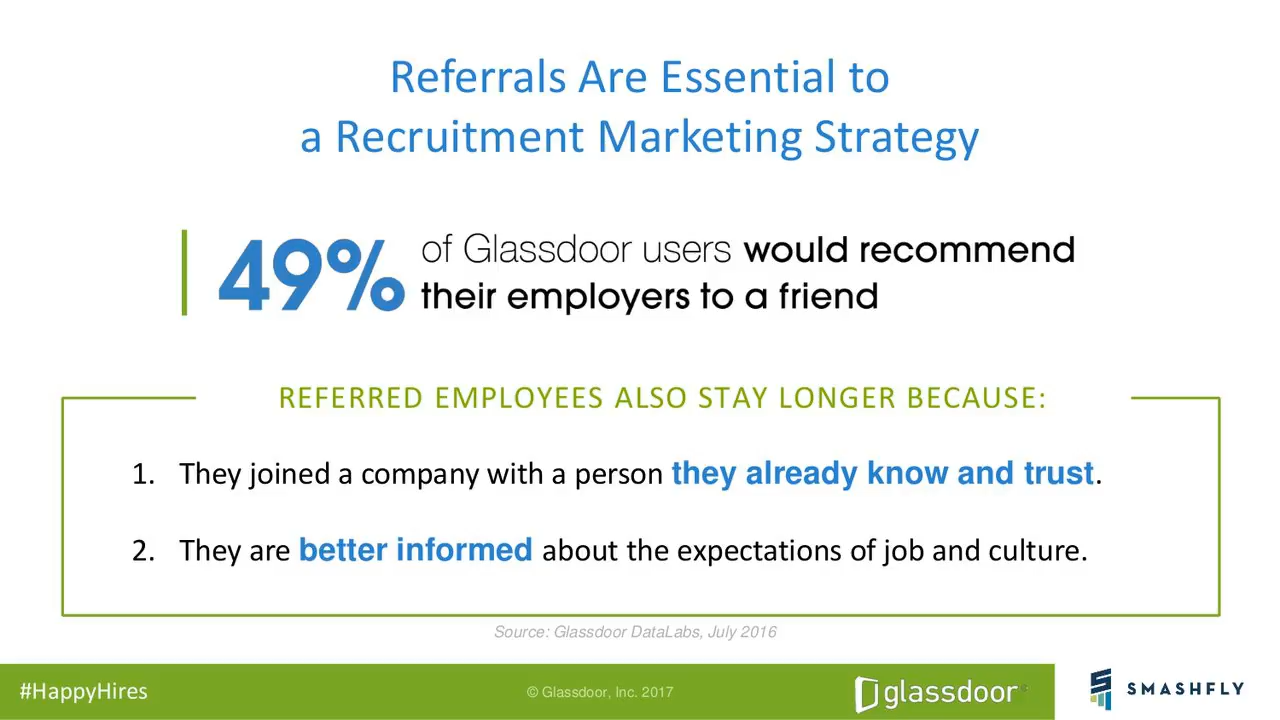 Referrals Are Essential to
a Recruitment Marketing Strategy
49% of Glassdoor users would recommend
their employers to a friend
REFERRED EMPLOYEES ALSO STAY LONGER BECAUSE:
1. They joined a company with a person they already know and trust.
2. They are better informed about the expectations of job and culture.
Source: Glassdoor DataLabs, July 2016
#HappyHires
© Glassdoor, Inc. 2017
glassdoor®
SMASHFLY